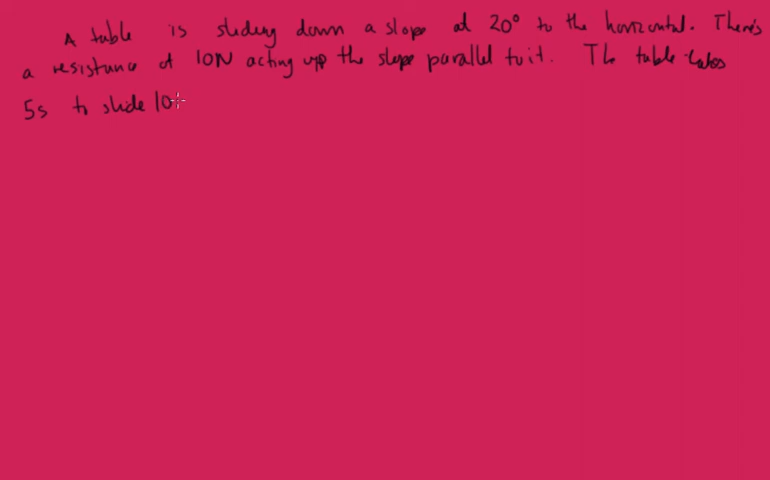 A table is sliding down a slope at 20° to the horizontal. There's
a resistance of 10N acting up the slope parallel to it. The table takes
5s to slide 10